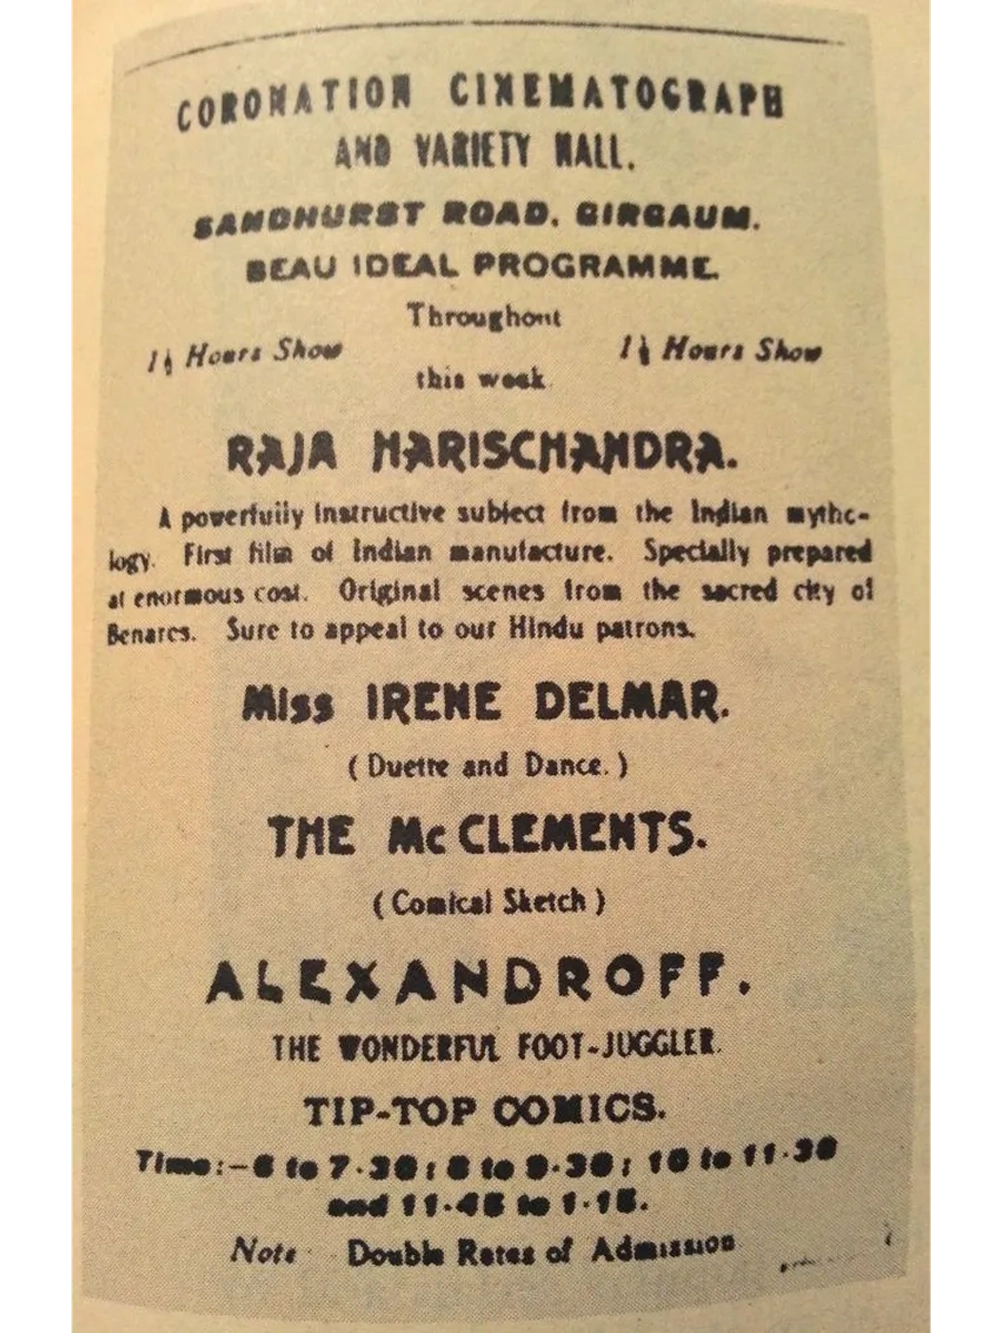 CORONATION CINEMATOGRAPH
AND VARIETY HALL.
SANDHURST ROAD, GIRGAUM.
BEAU IDEAL PROGRAMME.
Throughout
1½ Hours Show 1½ Hours Show
this week
RAJA HARISCHANDRA.
A powerfully instructive subject from the Indian mytho-
logy. First film of Indian manufacture. Specially prepared
at enormous cost. Original scenes from the sacred city of
Benares. Sure to appeal to our Hindu patrons.
Miss IRENE DELMAR.
( Duette and Dance. )
THE Mc CLEMENTS.
( Comical Sketch )
ALEXANDROFF.
THE WONDERFUL FOOT-JUGGLER.
TIP-TOP COMICS.
Time:-6 to 7-30; 8 to 9-30; 10 to 11-30
and 11-45 to 1-15.
Note Double Rates of Admission